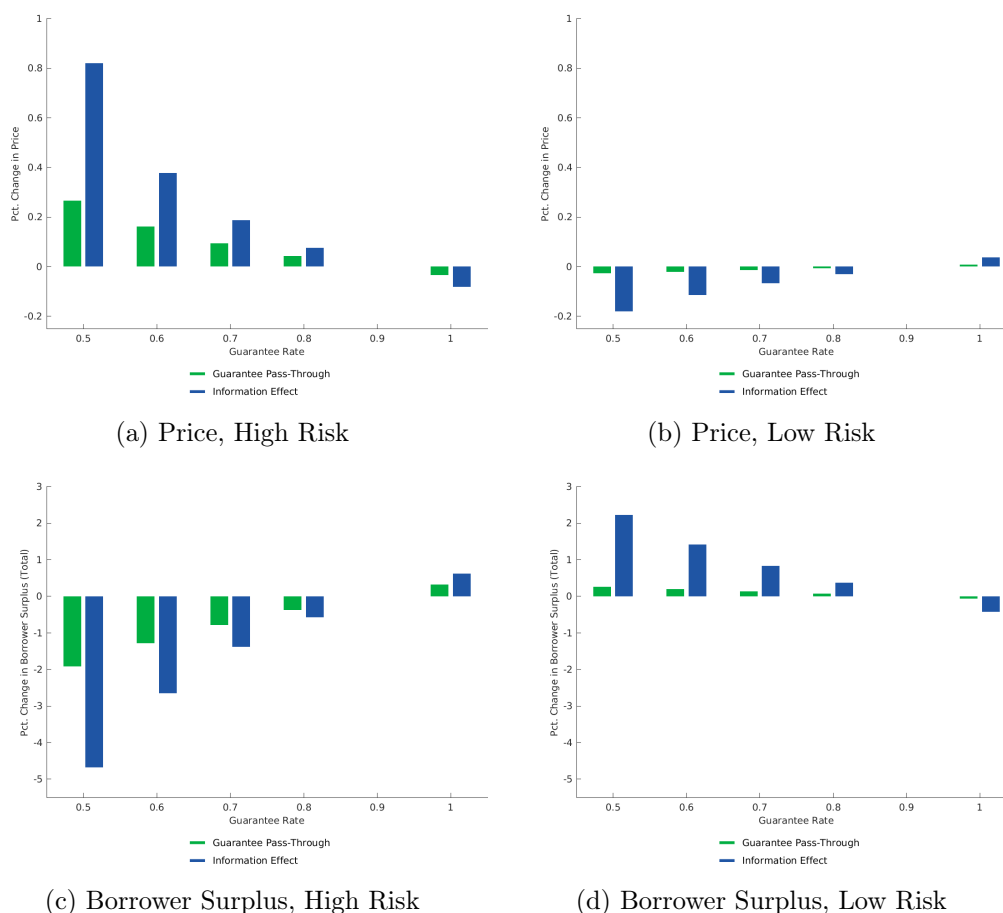 1
0.8
0.6
0.4
0.2
0
-0.2
Pct. Change in Price
0.5 0.6 0.7 0.8 0.9 1
Guarantee Rate
Guarantee Pass-Through
Information Effect
(a) Price, High Risk
1
0.8
0.6
0.4
0.2
0
-0.2
Pct. Change in Price
0.5 0.6 0.7 0.8 0.9 1
Guarantee Rate
Guarantee Pass-Through
Information Effect
(b) Price, Low Risk
3
2
1
0
-1
-2
-3
-4
-5
Pct. Change in Borrower Surplus (Total)
0.5 0.6 0.7 0.8 0.9 1
Guarantee Rate
Guarantee Pass-Through
Information Effect
(c) Borrower Surplus, High Risk
3
2
1
0
-1
-2
-3
-4
-5
Pct. Change in Borrower Surplus (Total)
0.5 0.6 0.7 0.8 0.9 1
Guarantee Rate
Guarantee Pass-Through
Information Effect
(d) Borrower Surplus, Low Risk